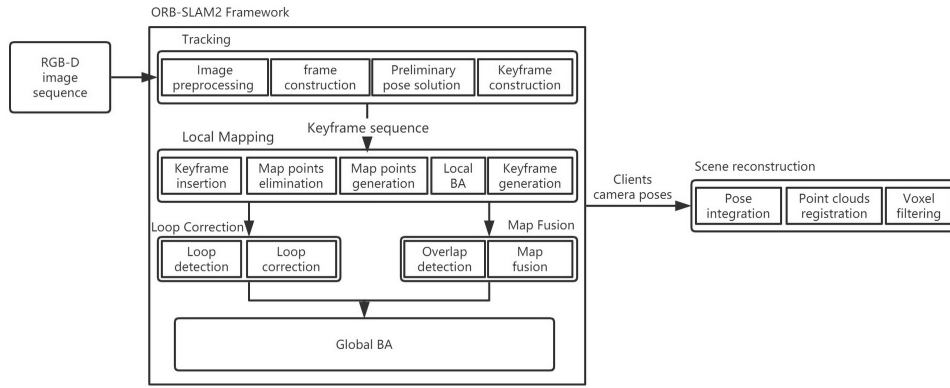 ORB-SLAM2 Framework
RGB-D
image
sequence
Tracking
Image
preprocessing
frame
construction
Preliminary
pose solution
Keyframe
construction
Keyframe sequence
Local Mapping
Keyframe
insertion
Map points
elimination
Map points
generation
Local
BA
Keyframe
generation
Loop Correction
Loop
detection
Loop
correction
Map Fusion
Overlap
detection
Map
fusion
Global BA
Clients
camera poses
Scene reconstruction
Pose
integration
Point clouds
registration
Voxel
filtering